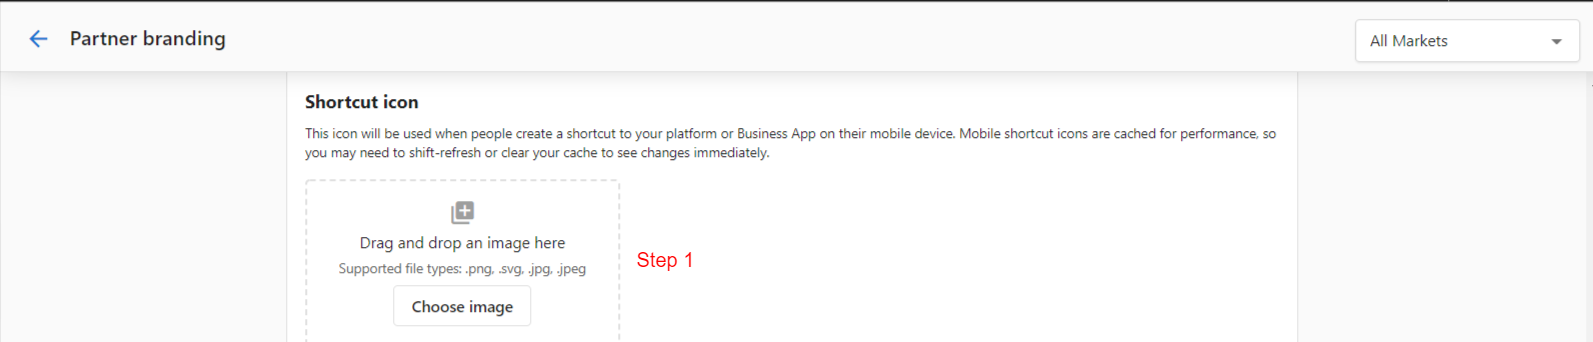 Partner branding
All Markets
Shortcut icon
This icon will be used when people create a shortcut to your platform or Business App on their mobile device. Mobile shortcut icons are cached for performance, so
you may need to shift-refresh or clear your cache to see changes immediately.
Drag and drop an image here
Supported file types: .png, .svg, .jpg, .jpeg
Step 1
Choose image